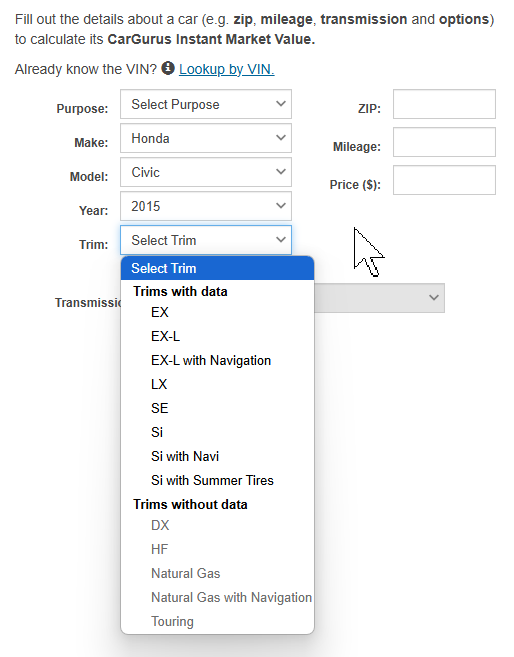 Fill out the details about a car (e.g. zip, mileage, transmission and options)
to calculate its CarGurus Instant Market Value.
Already know the VIN? Lookup by VIN.
Purpose: Select Purpose
ZIP:
Make: Honda
Mileage:
Model: Civic
Price ($):
Year: 2015
Trim: Select Trim
Select Trim
Trims with data
Transmissio
EX
EX-L
EX-L with Navigation
LX
SE
Si
Si with Navi
Si with Summer Tires
Trims without data
DX
HF
Natural Gas
Natural Gas with Navigation
Touring